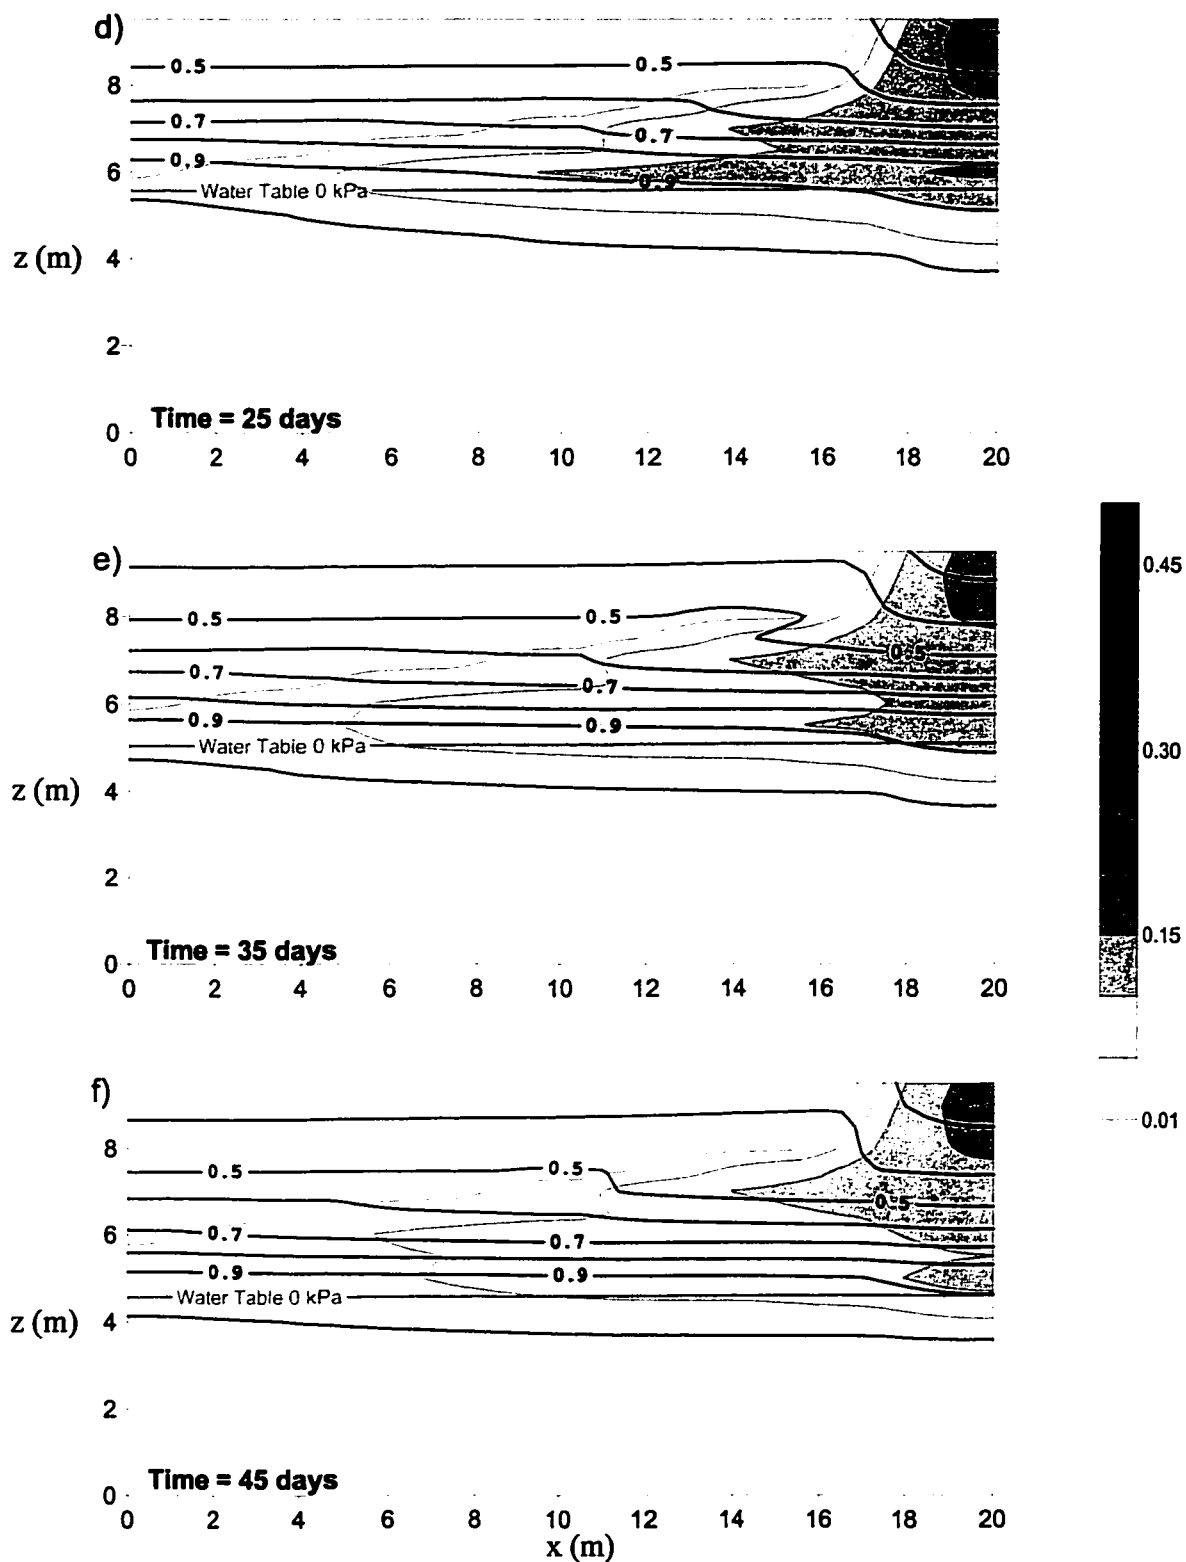 d)
0.5 0.5
8
0.7 0.7
0.9 0.9
6
Water Table 0 kPa
z (m) 4
2
Time = 25 days
0
0 2 4 6 8 10 12 14 16 18 20
e)
0.45
8 0.5 0.5
0.5
0.7 0.7
6
0.9 0.9
Water Table 0 kPa
0.30
z (m) 4
2
0.15
Time = 35 days
0
0 2 4 6 8 10 12 14 16 18 20
f)
0.01
8
0.5 0.5
0.5
6 0.7 0.7
0.9 0.9
Water Table 0 kPa
z (m) 4
2
Time = 45 days
0
0 2 4 6 8 10 12 14 16 18 20
x (m)